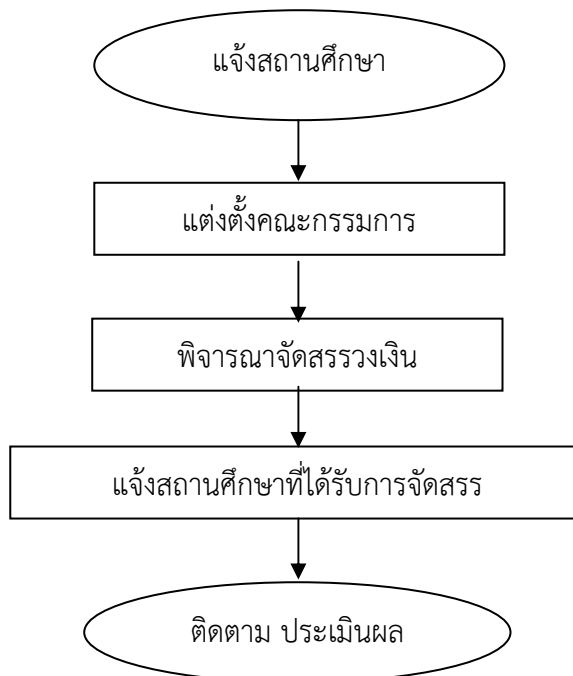 แจ้งสถานศึกษา
แต่งตั้งคณะกรรมการ
พิจารณาจัดสรรวงเงิน
แจ้งสถานศึกษาที่ได้รับการจัดสรร
ติดตาม ประเมินผล